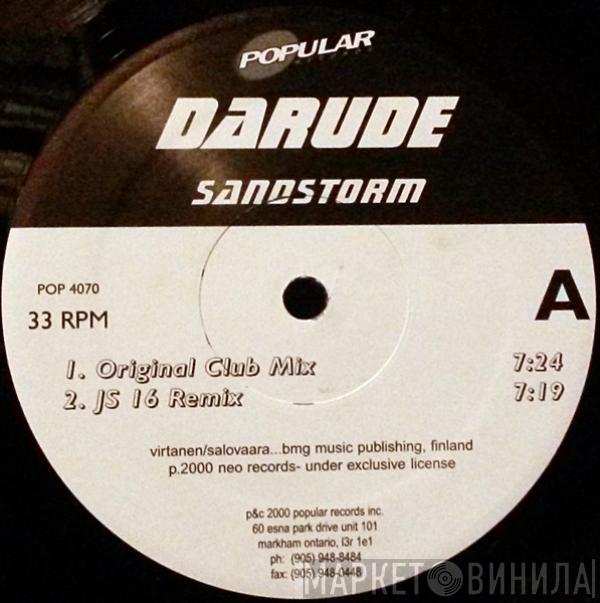 POPULAR
DARUDE
SANDSTORM
POP 4070
A
33 RPM
1. Original Club Mix 7:24
2. JS 16 Remix 7:19
virtanen/salovaara...bmg music publishing, finland
p.2000 neo records- under exclusive license
p&c 2000 popular records inc.
60 esna park drive unit 101
markham ontario, l3r 1e1
ph: (905) 948-8484
fax: (905) 948-0448
МАРКЕТ ВИНИЛА